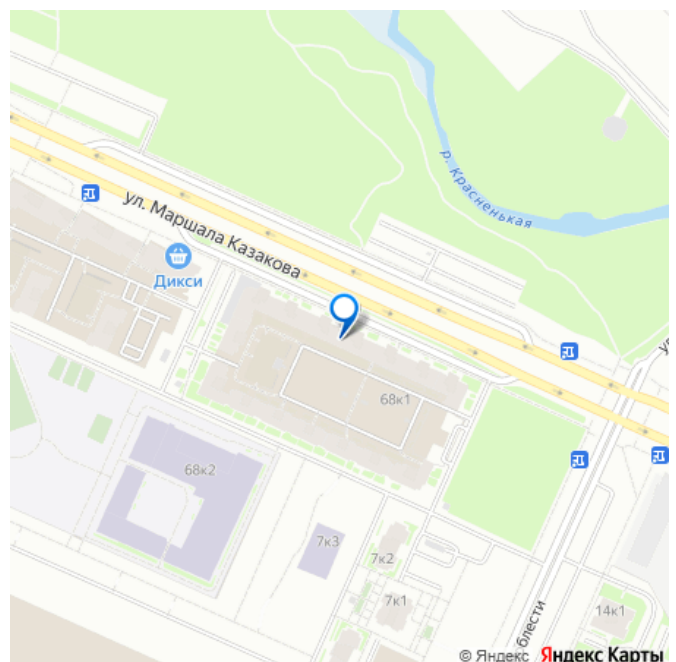 р. Красненькая
ул. Маршала Казакова
Дикси
68к1
68к2
7к3
7к2
7к1
14к1
блести
© Яндекс Яндекс Карты